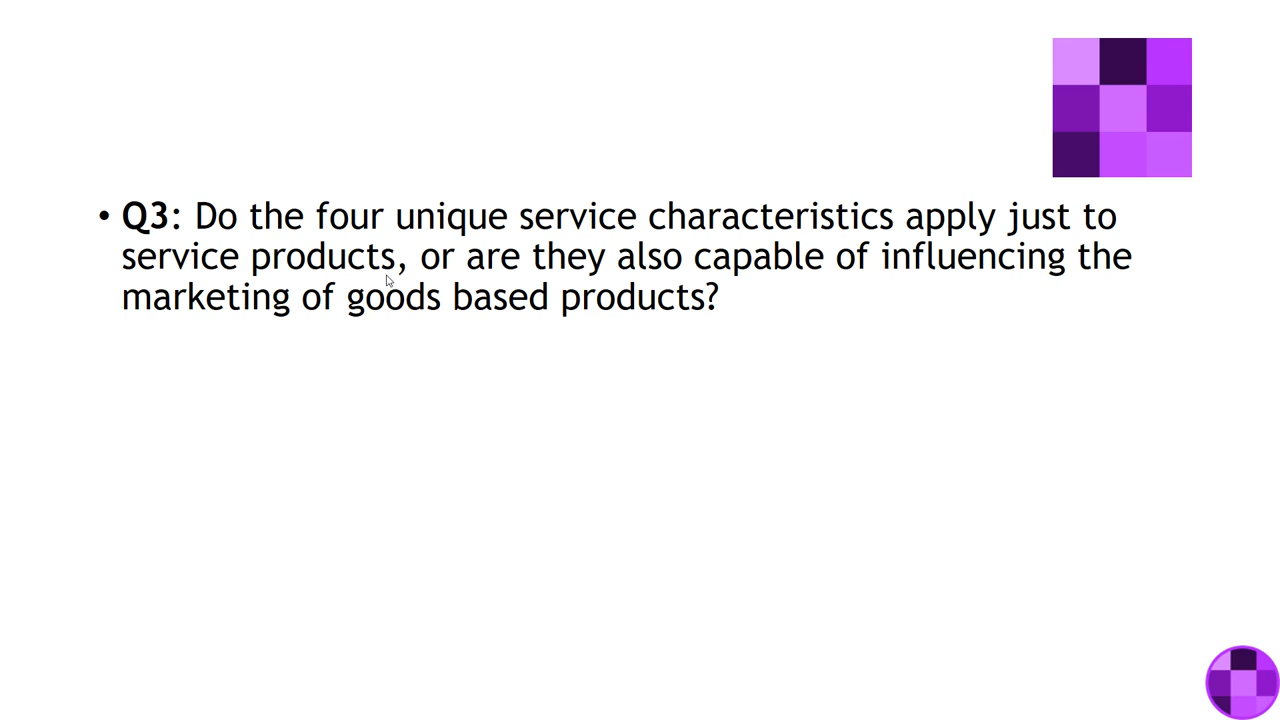 • Q3: Do the four unique service characteristics apply just to
service products, or are they also capable of influencing the
marketing of goods based products?